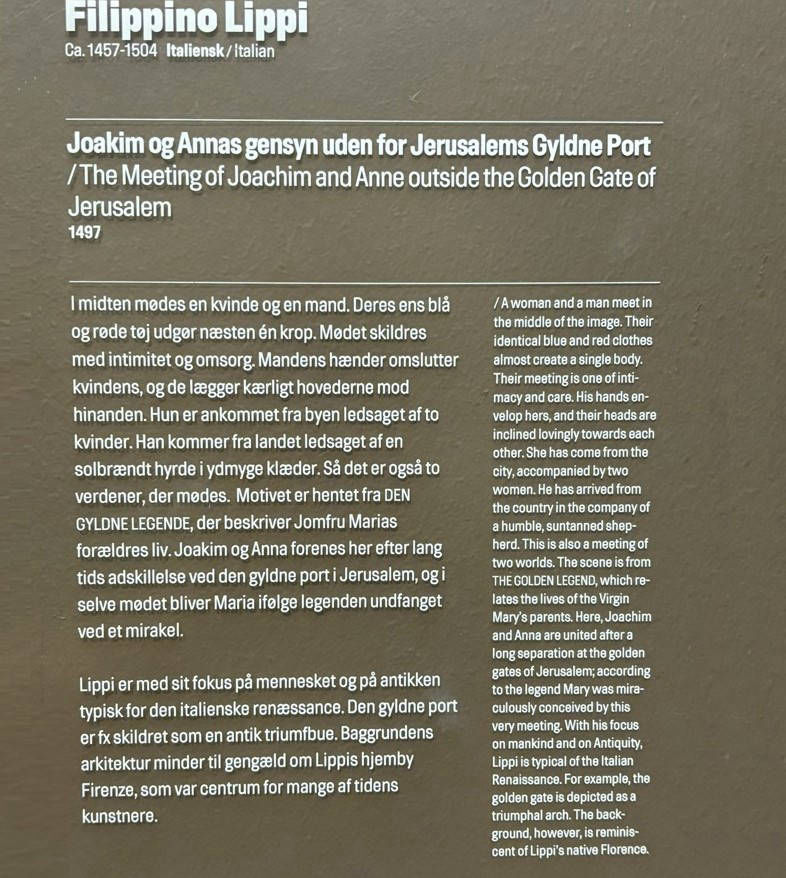 Filippino Lippi
Ca. 1457-1504 Italiensk / Italian
Joakim og Annas gensyn uden for Jerusalems Gyldne Port
/ The Meeting of Joachim and Anne outside the Golden Gate of
Jerusalem
1497
I midten mødes en kvinde og en mand. Deres ens blå
og røde tøj udgør næsten én krop. Mødet skildres
med intimitet og omsorg. Mandens hænder omslutter
kvindens, og de lægger kærligt hovederne mod
hinanden. Hun er ankommet fra byen ledsaget af to
kvinder. Han kommer fra landet ledsaget af en
solbrændt hyrde i ydmyge klæder. Så det er også to
verdener, der mødes. Motivet er hentet fra DEN
GYLDNE LEGENDE, der beskriver Jomfru Marias
forældres liv. Joakim og Anna forenes her efter lang
tids adskillelse ved den gyldne port i Jerusalem, og i
selve mødet bliver Maria ifølge legenden undfanget
ved et mirakel.
Lippi er med sit fokus på mennesket og på antikken
typisk for den italienske renæssance. Den gyldne port
er fx skildret som en antik triumfbue. Baggrundens
arkitektur minder til gengæld om Lippis hjemby
Firenze, som var centrum for mange af tidens
kunstnere.
/ A woman and a man meet in
the middle of the image. Their
identical blue and red clothes
almost create a single body.
Their meeting is one of inti-
macy and care. His hands en-
velop hers, and their heads are
inclined lovingly towards each
other. She has come from the
city, accompanied by two
women. He has arrived from
the country in the company of
a humble, suntanned shep-
herd. This is also a meeting of
two worlds. The scene is from
THE GOLDEN LEGEND, which re-
lates the lives of the Virgin
Mary's parents. Here, Joachim
and Anna are united after a
long separation at the golden
gates of Jerusalem; according
to the legend Mary was mira-
culously conceived by this
very meeting. With his focus
on mankind and on Antiquity,
Lippi is typical of the Italian
Renaissance. For example, the
golden gate is depicted as a
triumphal arch. The back-
ground, however, is reminis-
cent of Lippi's native Florence.